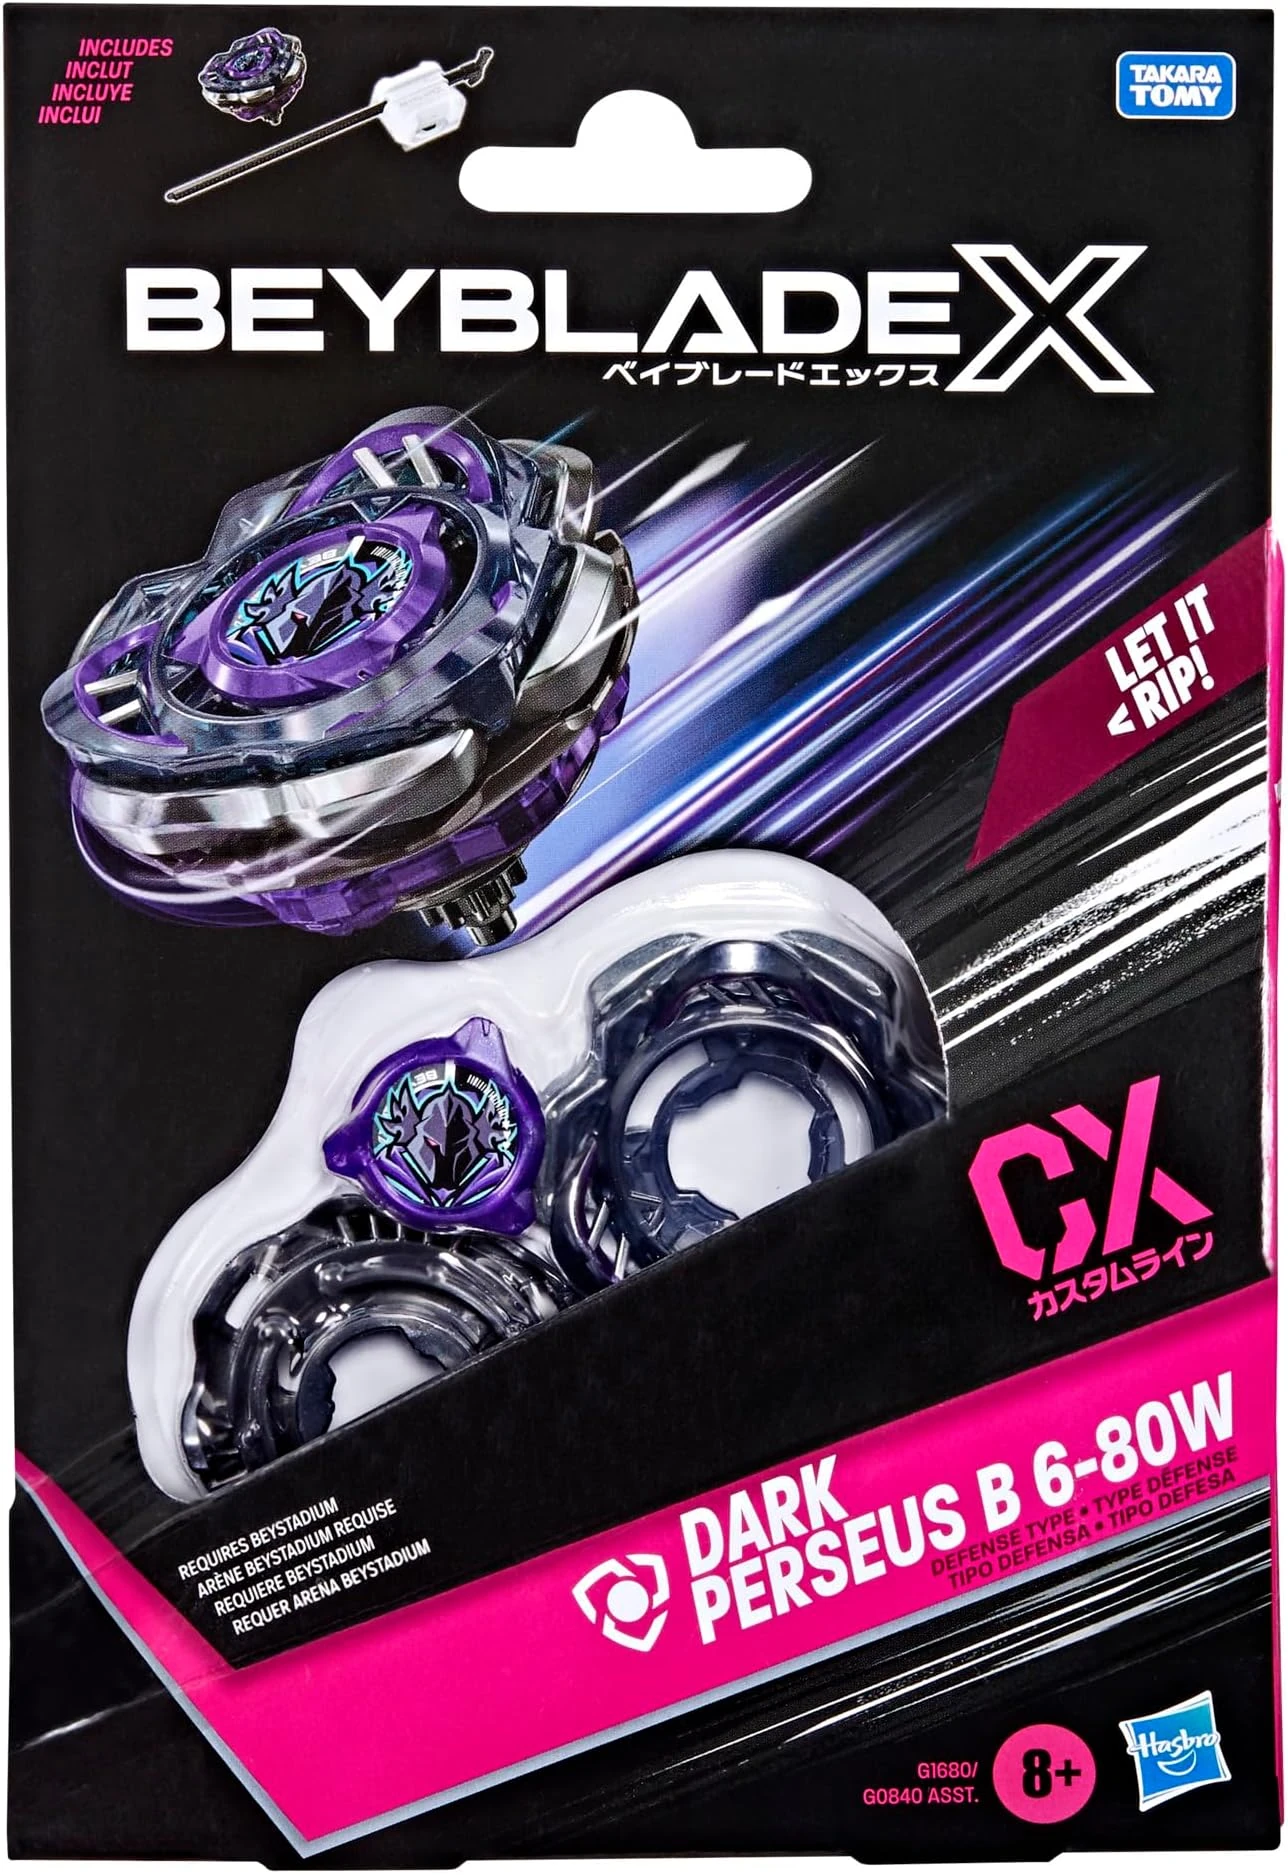 INCLUDES
INCLUT
INCLUYE
INCLUI
TAKARA
TOMY
BEYBLADE X
ベイブレードエックス
LET IT
RIP!
CX
カスタムライン
DARK
PERSEUS B 6-80W
DEFENSE TYPE • TYPE DÉFENSE
TIPO DEFENSA • TIPO DEFESA
REQUIRES BEYSTADIUM
ARÈNE BEYSTADIUM REQUISE
REQUIERE BEYSTADIUM
REQUER ARENA BEYSTADIUM
G1680/
G0840 ASST.
8+
Hasbro